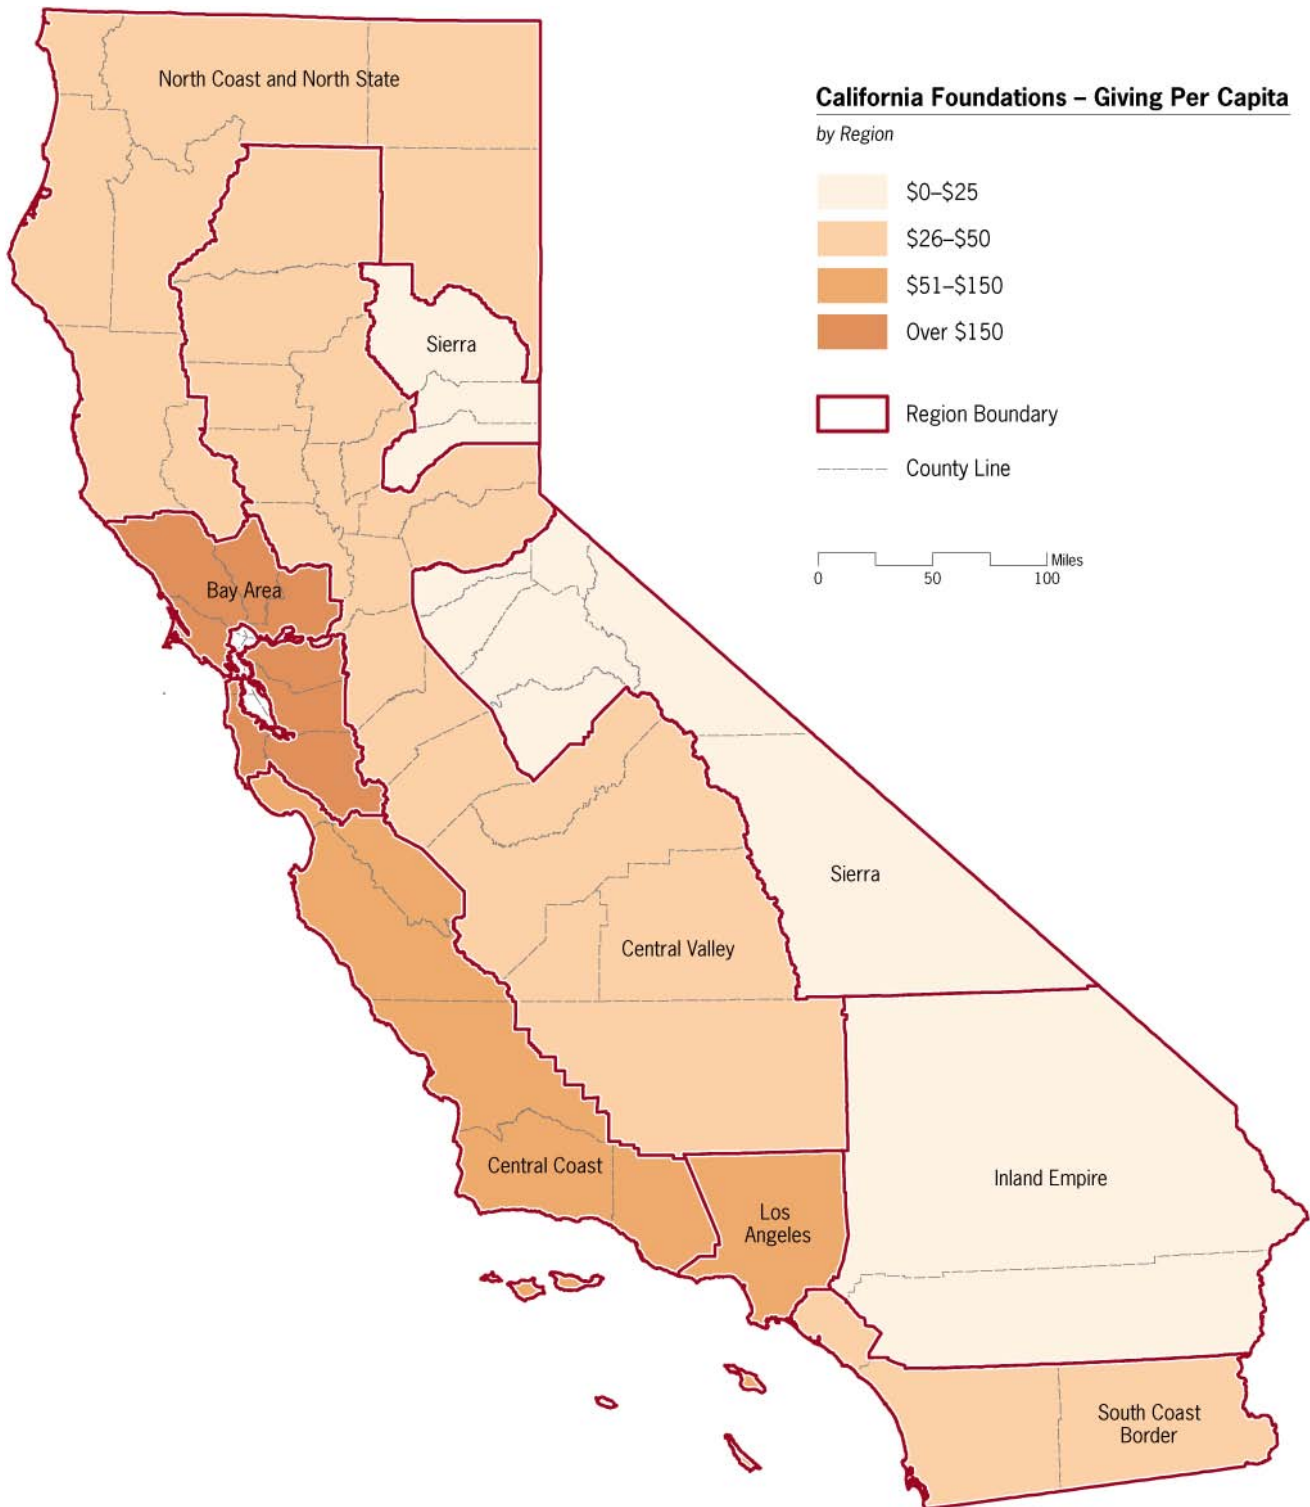 North Coast and North State
California Foundations – Giving Per Capita
by Region
$0–$25
$26–$50
$51–$150
Over $150
Region Boundary
County Line
Miles
0 50 100
Sierra
Bay Area
Sierra
Central Valley
Central Coast
Los
Angeles
Inland Empire
South Coast
Border